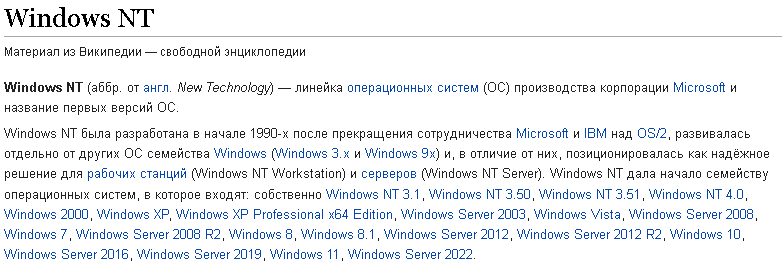 Windows NT
Материал из Википедии — свободной энциклопедии
Windows NT (аббр. от англ. New Technology) — линейка операционных систем (ОС) производства корпорации Microsoft и
название первых версий ОС.
Windows NT была разработана в начале 1990-х после прекращения сотрудничества Microsoft и IBM над OS/2, развивалась
отдельно от других ОС семейства Windows (Windows 3.x и Windows 9x) и, в отличие от них, позиционировалась как надёжное
решение для рабочих станций (Windows NT Workstation) и серверов (Windows NT Server). Windows NT дала начало семейству
операционных систем, в которое входят: собственно Windows NT 3.1, Windows NT 3.50, Windows NT 3.51, Windows NT 4.0,
Windows 2000, Windows XP, Windows XP Professional x64 Edition, Windows Server 2003, Windows Vista, Windows Server 2008,
Windows 7, Windows Server 2008 R2, Windows 8, Windows 8.1, Windows Server 2012, Windows Server 2012 R2, Windows 10,
Windows Server 2016, Windows Server 2019, Windows 11, Windows Server 2022.